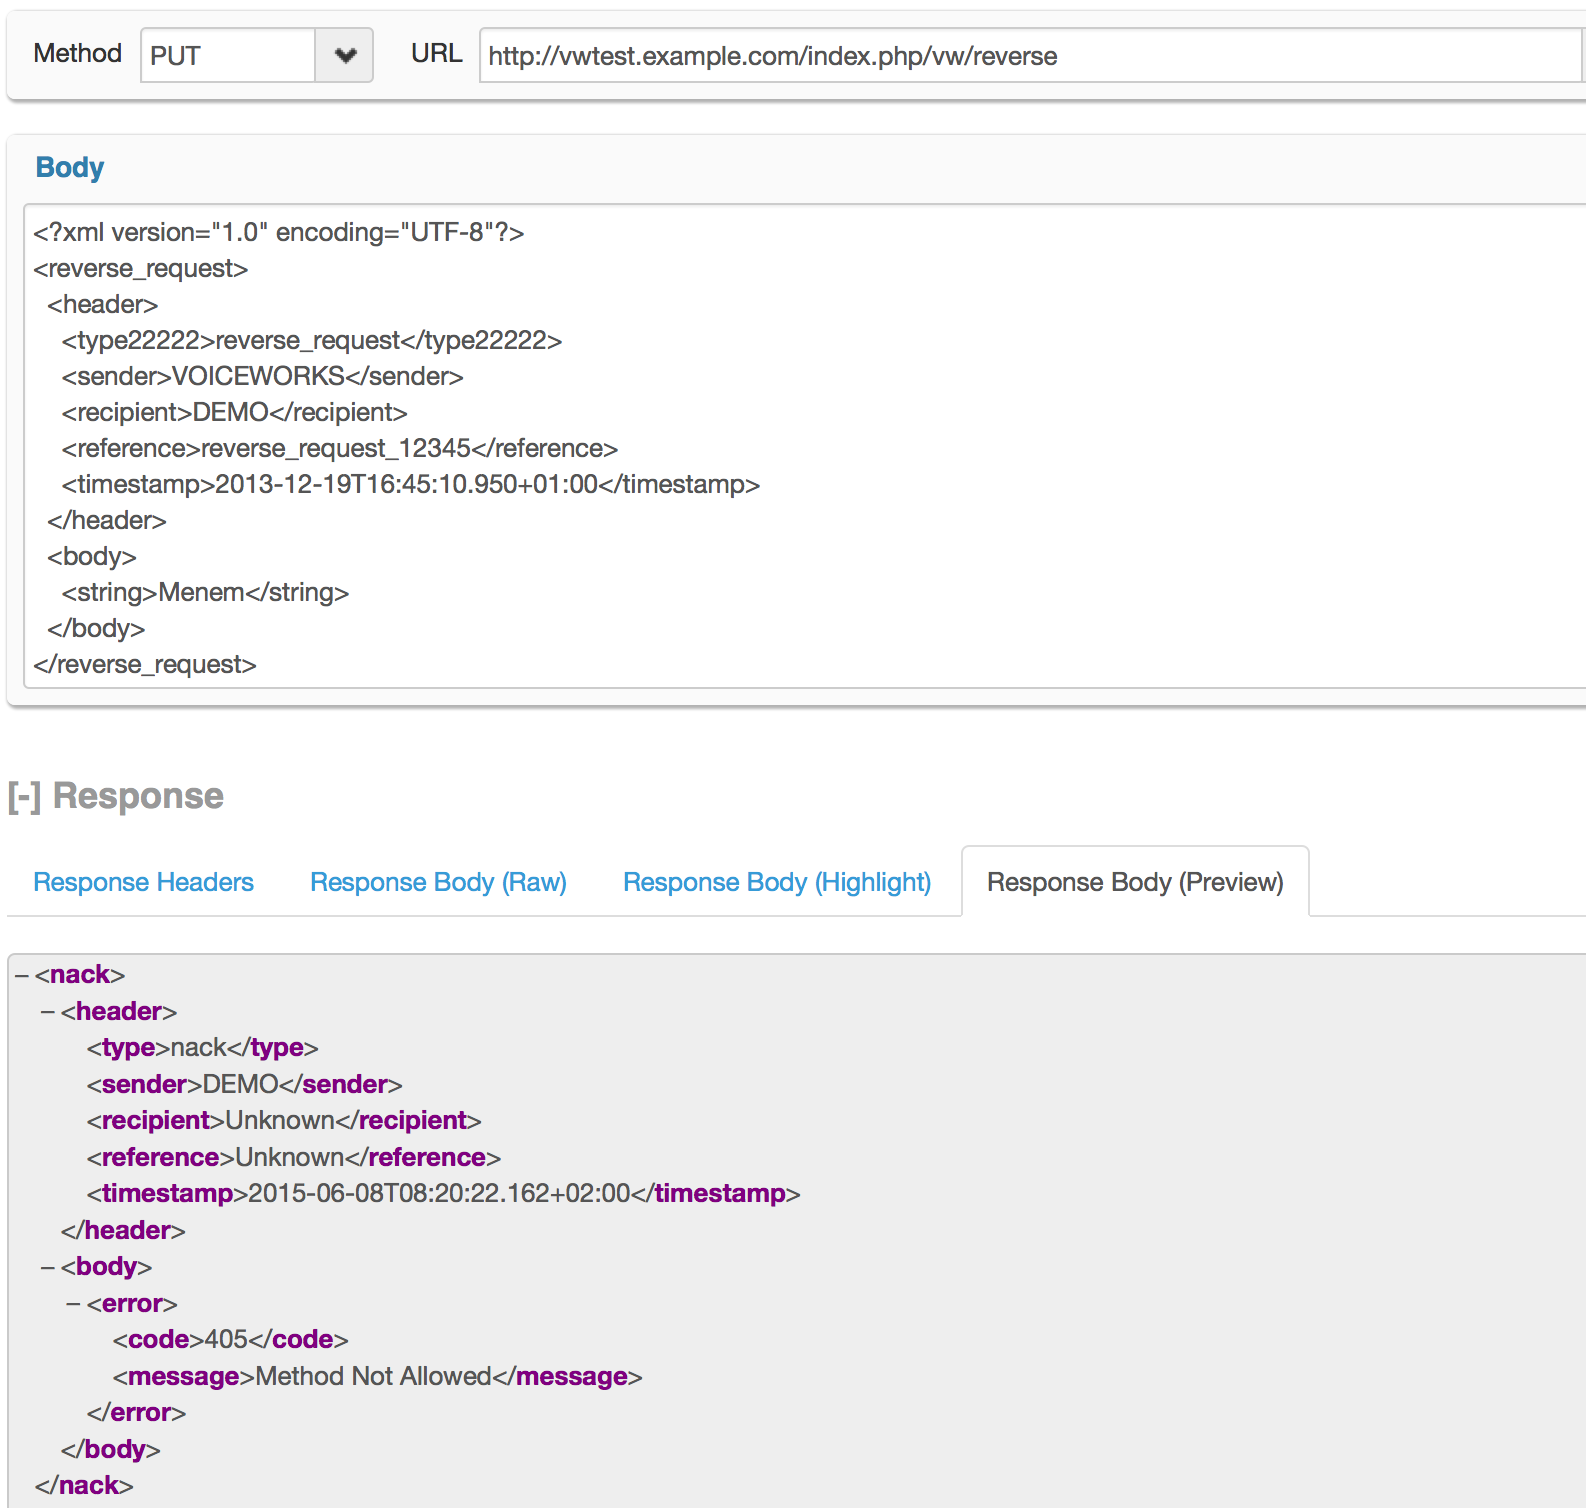 Method PUT URL http://vwtest.example.com/index.php/vw/reverse
Body
<?xml version="1.0" encoding="UTF-8"?>
<reverse_request>
<header>
<type22222>reverse_request</type22222>
<sender>VOICEWORKS</sender>
<recipient>DEMO</recipient>
<reference>reverse_request_12345</reference>
<timestamp>2013-12-19T16:45:10.950+01:00</timestamp>
</header>
<body>
<string>Menem</string>
</body>
</reverse_request>
[-] Response
Response Headers Response Body (Raw) Response Body (Highlight) Response Body (Preview)
– <nack>
– <header>
<type>nack</type>
<sender>DEMO</sender>
<recipient>Unknown</recipient>
<reference>Unknown</reference>
<timestamp>2015-06-08T08:20:22.162+02:00</timestamp>
</header>
– <body>
– <error>
<code>405</code>
<message>Method Not Allowed</message>
</error>
</body>
</nack>